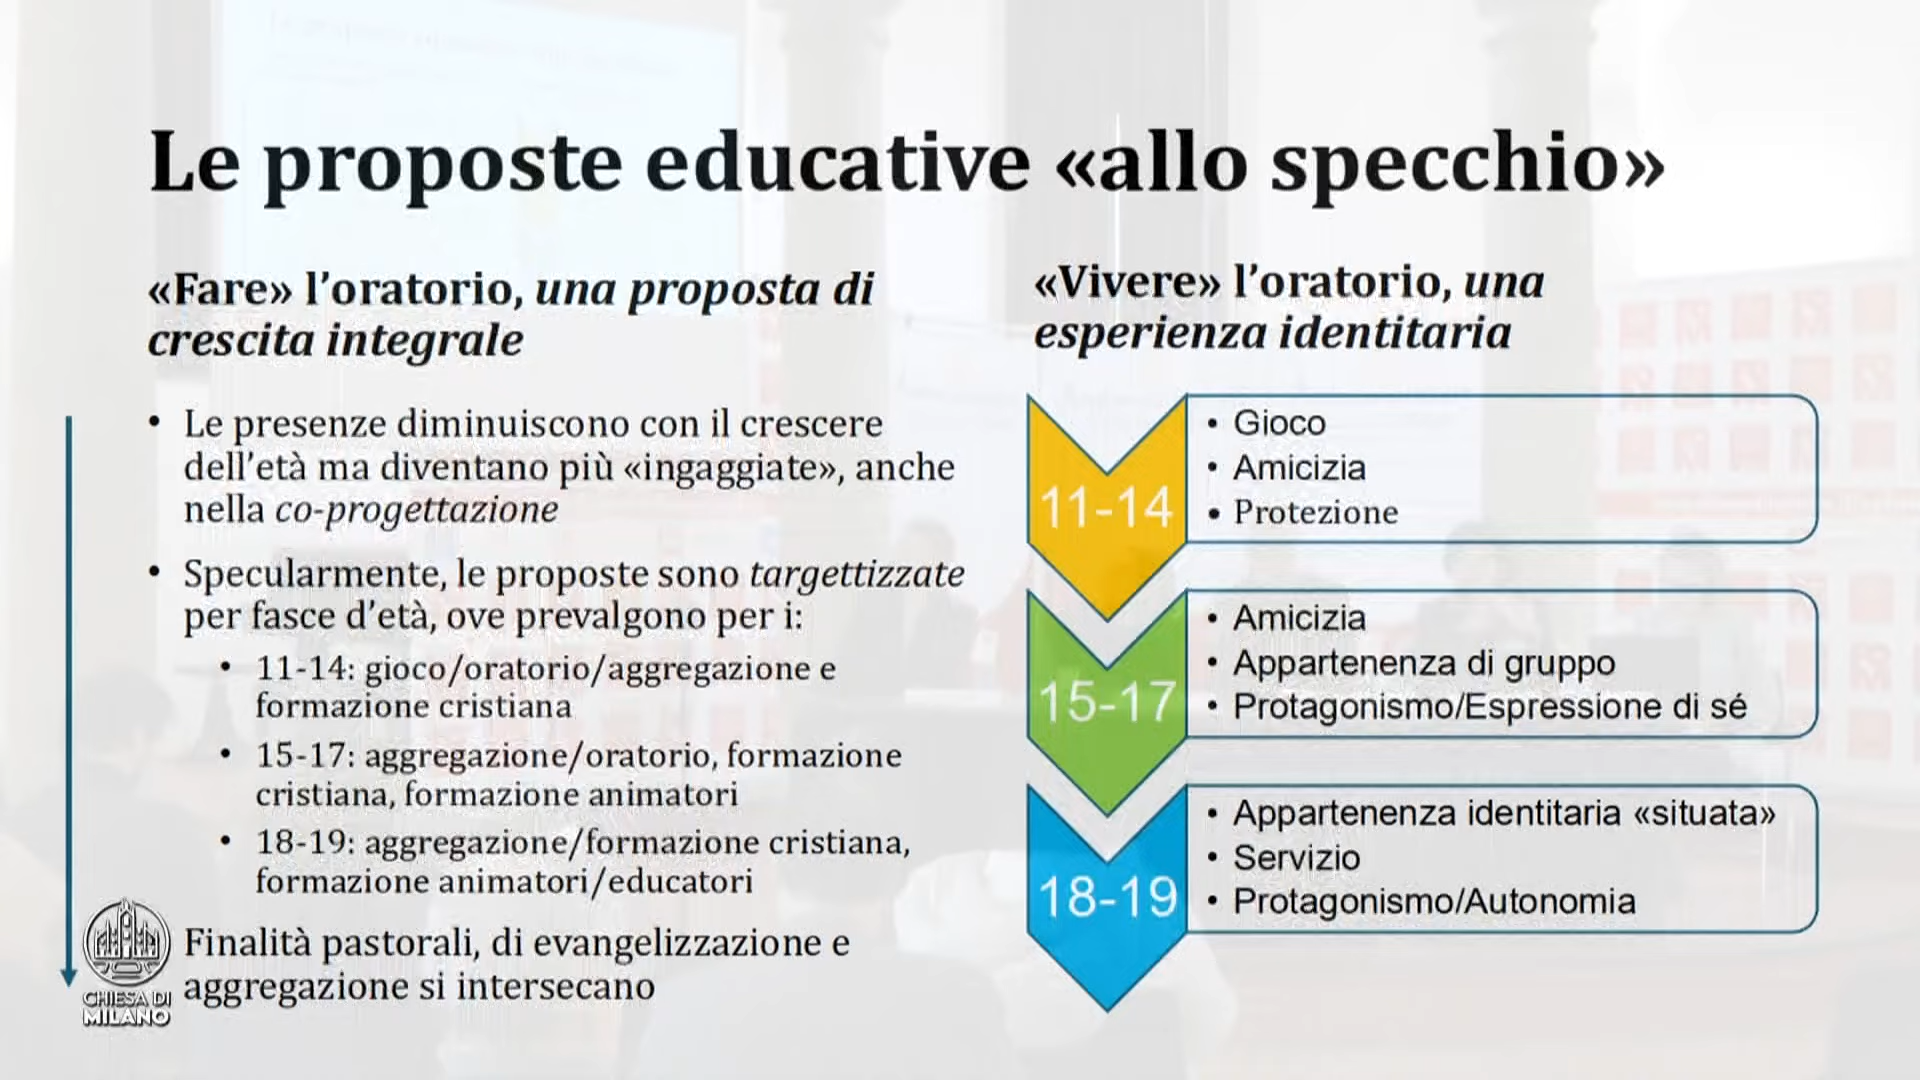 Le proposte educative «allo specchio»
«Fare» l'oratorio, una proposta di
crescita integrale
• Le presenze diminuiscono con il crescere
dell'età ma diventano più «ingaggiate», anche
nella co-progettazione
• Specularmente, le proposte sono targettizzate
per fasce d'età, ove prevalgono per i:
• 11-14: gioco/oratorio/aggregazione e
formazione cristiana
• 15-17: aggregazione/oratorio, formazione
cristiana, formazione animatori
• 18-19: aggregazione/formazione cristiana,
formazione animatori/educatori
Finalità pastorali, di evangelizzazione e
aggregazione si intersecano
CHIESA DI
MILANO
«Vivere» l'oratorio, una
esperienza identitaria
11-14
• Gioco
• Amicizia
• Protezione
15-17
• Amicizia
• Appartenenza di gruppo
• Protagonismo/Espressione di sé
18-19
• Appartenenza identitaria «situata»
• Servizio
• Protagonismo/Autonomia